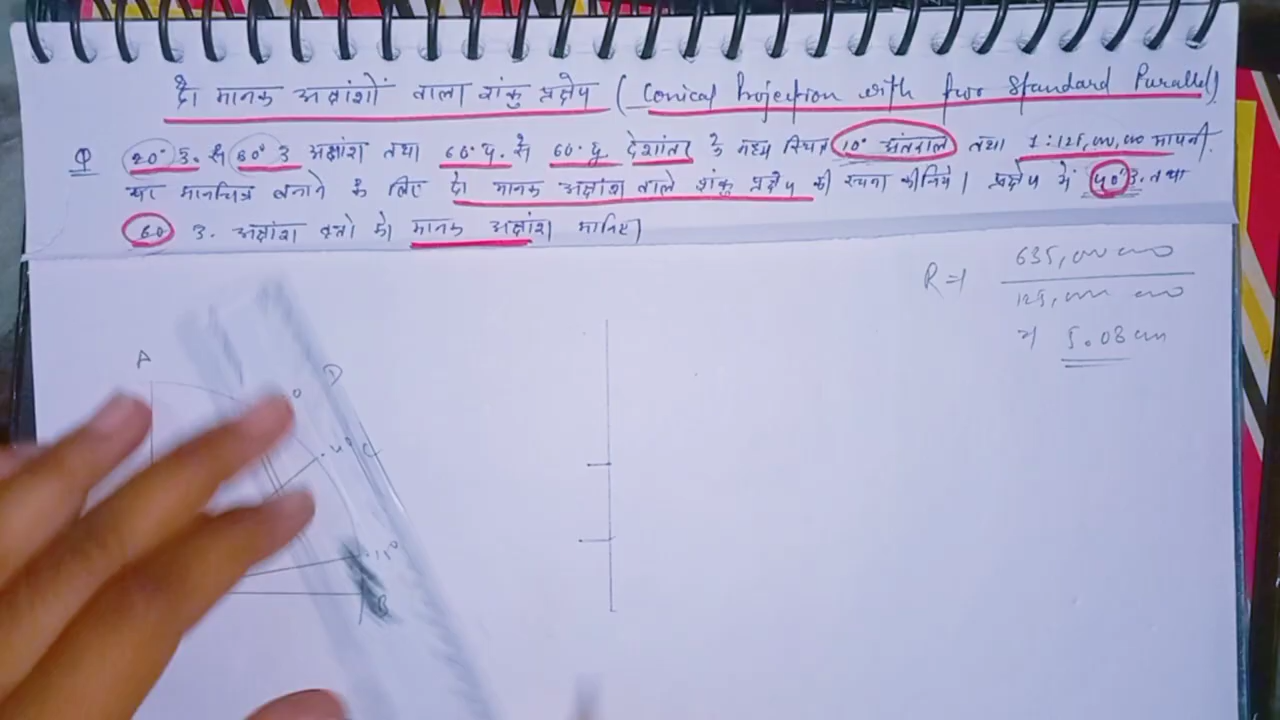 दो मानक अक्षांशों वाला शंकु प्रक्षेप (Conical Projection with two Standard Parallel)
Q 20° उ. से 80° उ अक्षांश तथा 60° पू. से 60° पू. देशांतर के मध्य स्थित 10° अंतराल तथा 1:125,000,000 मापनी
पर मानचित्र बनाने के लिए दो मानक अक्षांश वाले शंकु प्रक्षेप की रचना कीजिये। प्रक्षेप में 40° उ. तथा
60 उ. अक्षांश वृत्तों को मानक अक्षांश मानिए।
R ⇒ 635,000 000
125,000 000
⇒ 5.08 cm
A
D
C
10°
B